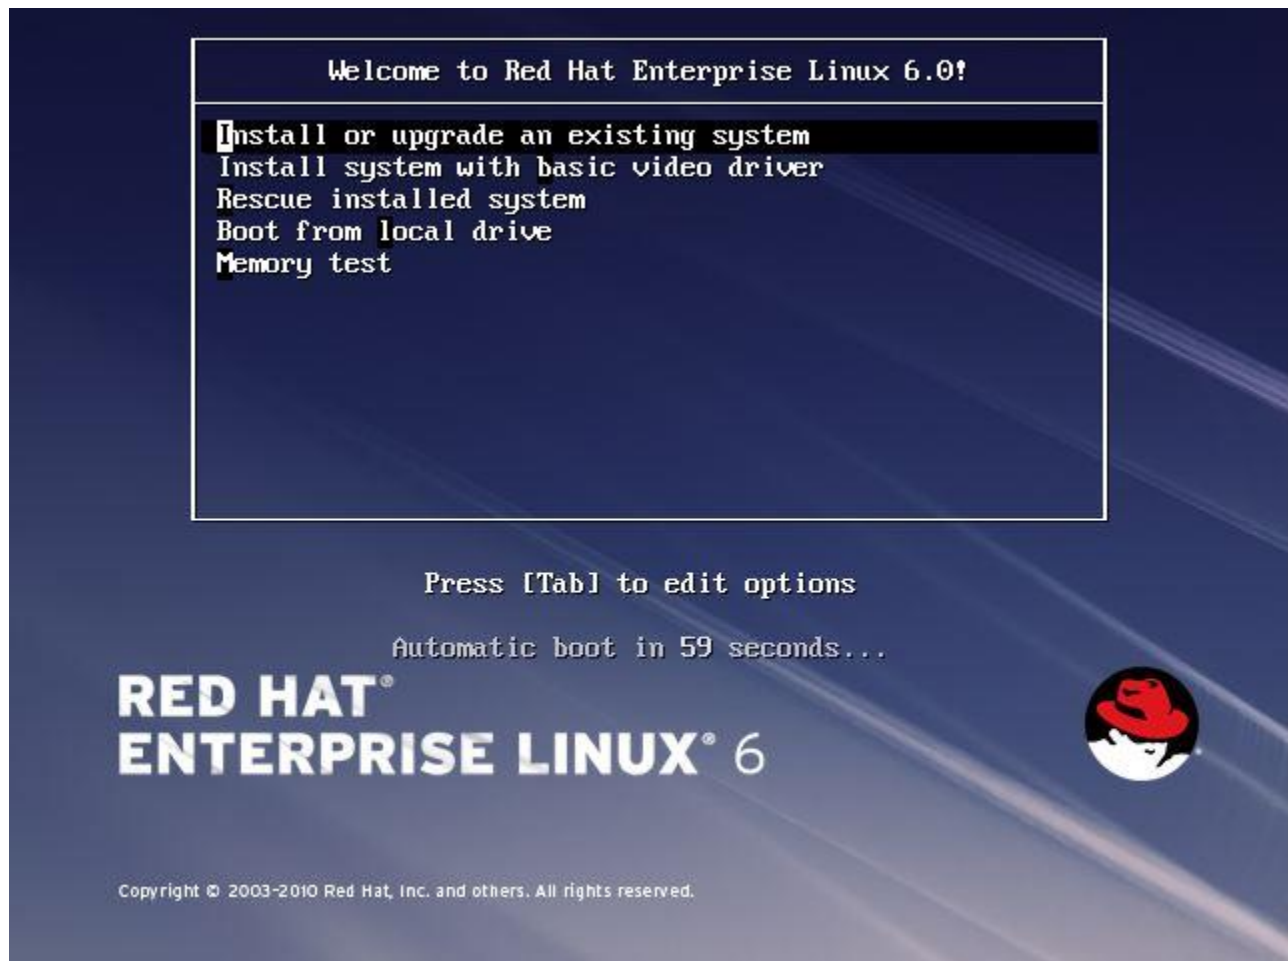 Welcome to Red Hat Enterprise Linux 6.0!
Install or upgrade an existing system
Install system with basic video driver
Rescue installed system
Boot from local drive
Memory test
Press [Tab] to edit options
Automatic boot in 59 seconds...
RED HAT®
ENTERPRISE LINUX® 6
Copyright © 2003-2010 Red Hat, Inc. and others. All rights reserved.